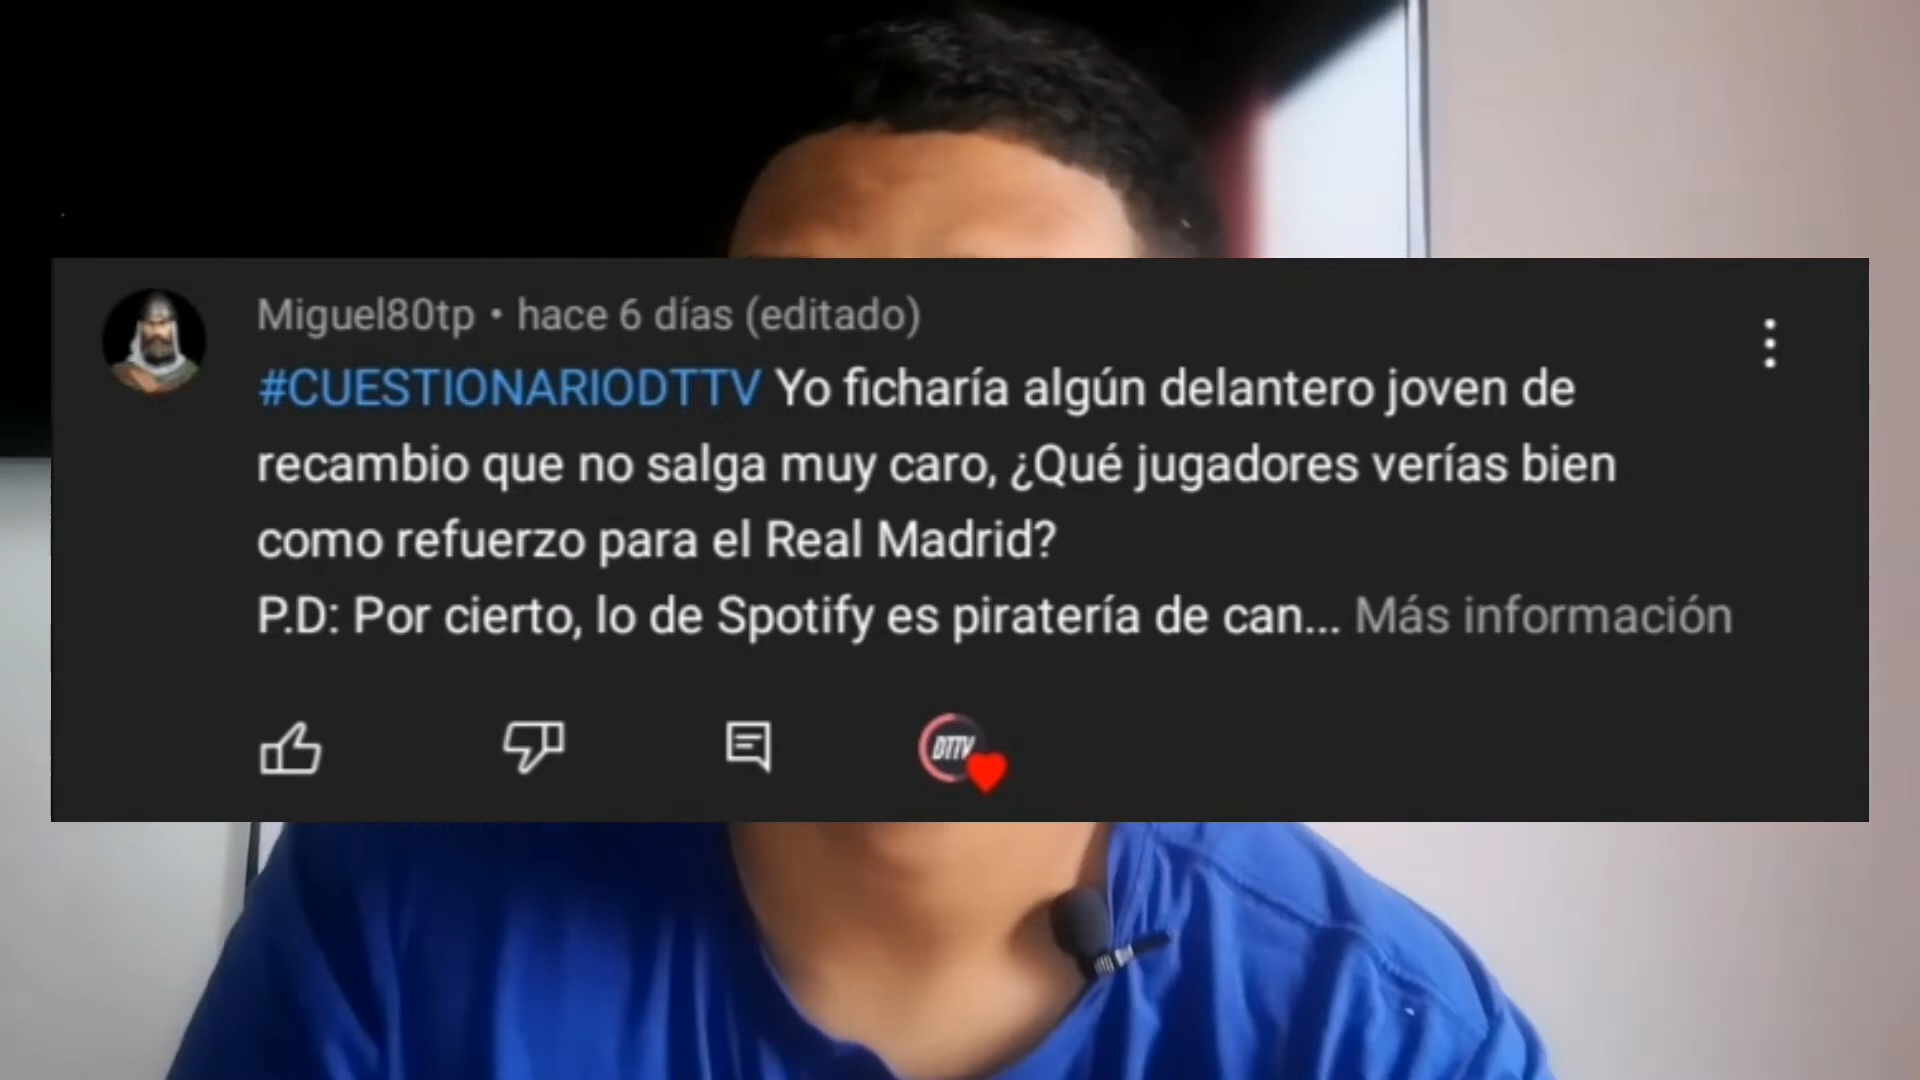 Miguel80tp • hace 6 días (editado)
#CUESTIONARIODTTV Yo ficharía algún delantero joven de
recambio que no salga muy caro, ¿Qué jugadores verías bien
como refuerzo para el Real Madrid?
P.D: Por cierto, lo de Spotify es piratería de can... Más información
DTTV